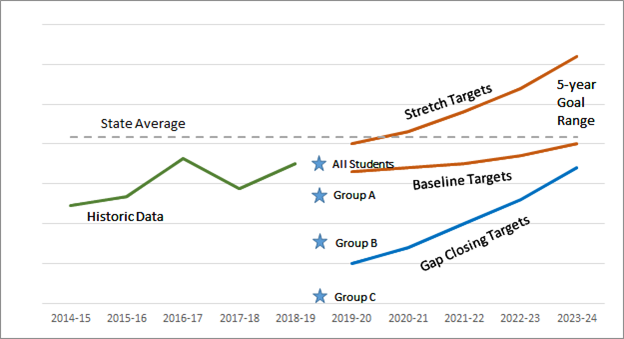 Stretch Targets
5-year
Goal
Range
State Average
All Students
Baseline Targets
Group A
Historic Data
Group B
Gap Closing Targets
Group C
2014-15 2015-16 2016-17 2017-18 2018-19 2019-20 2020-21 2021-22 2022-23 2023-24